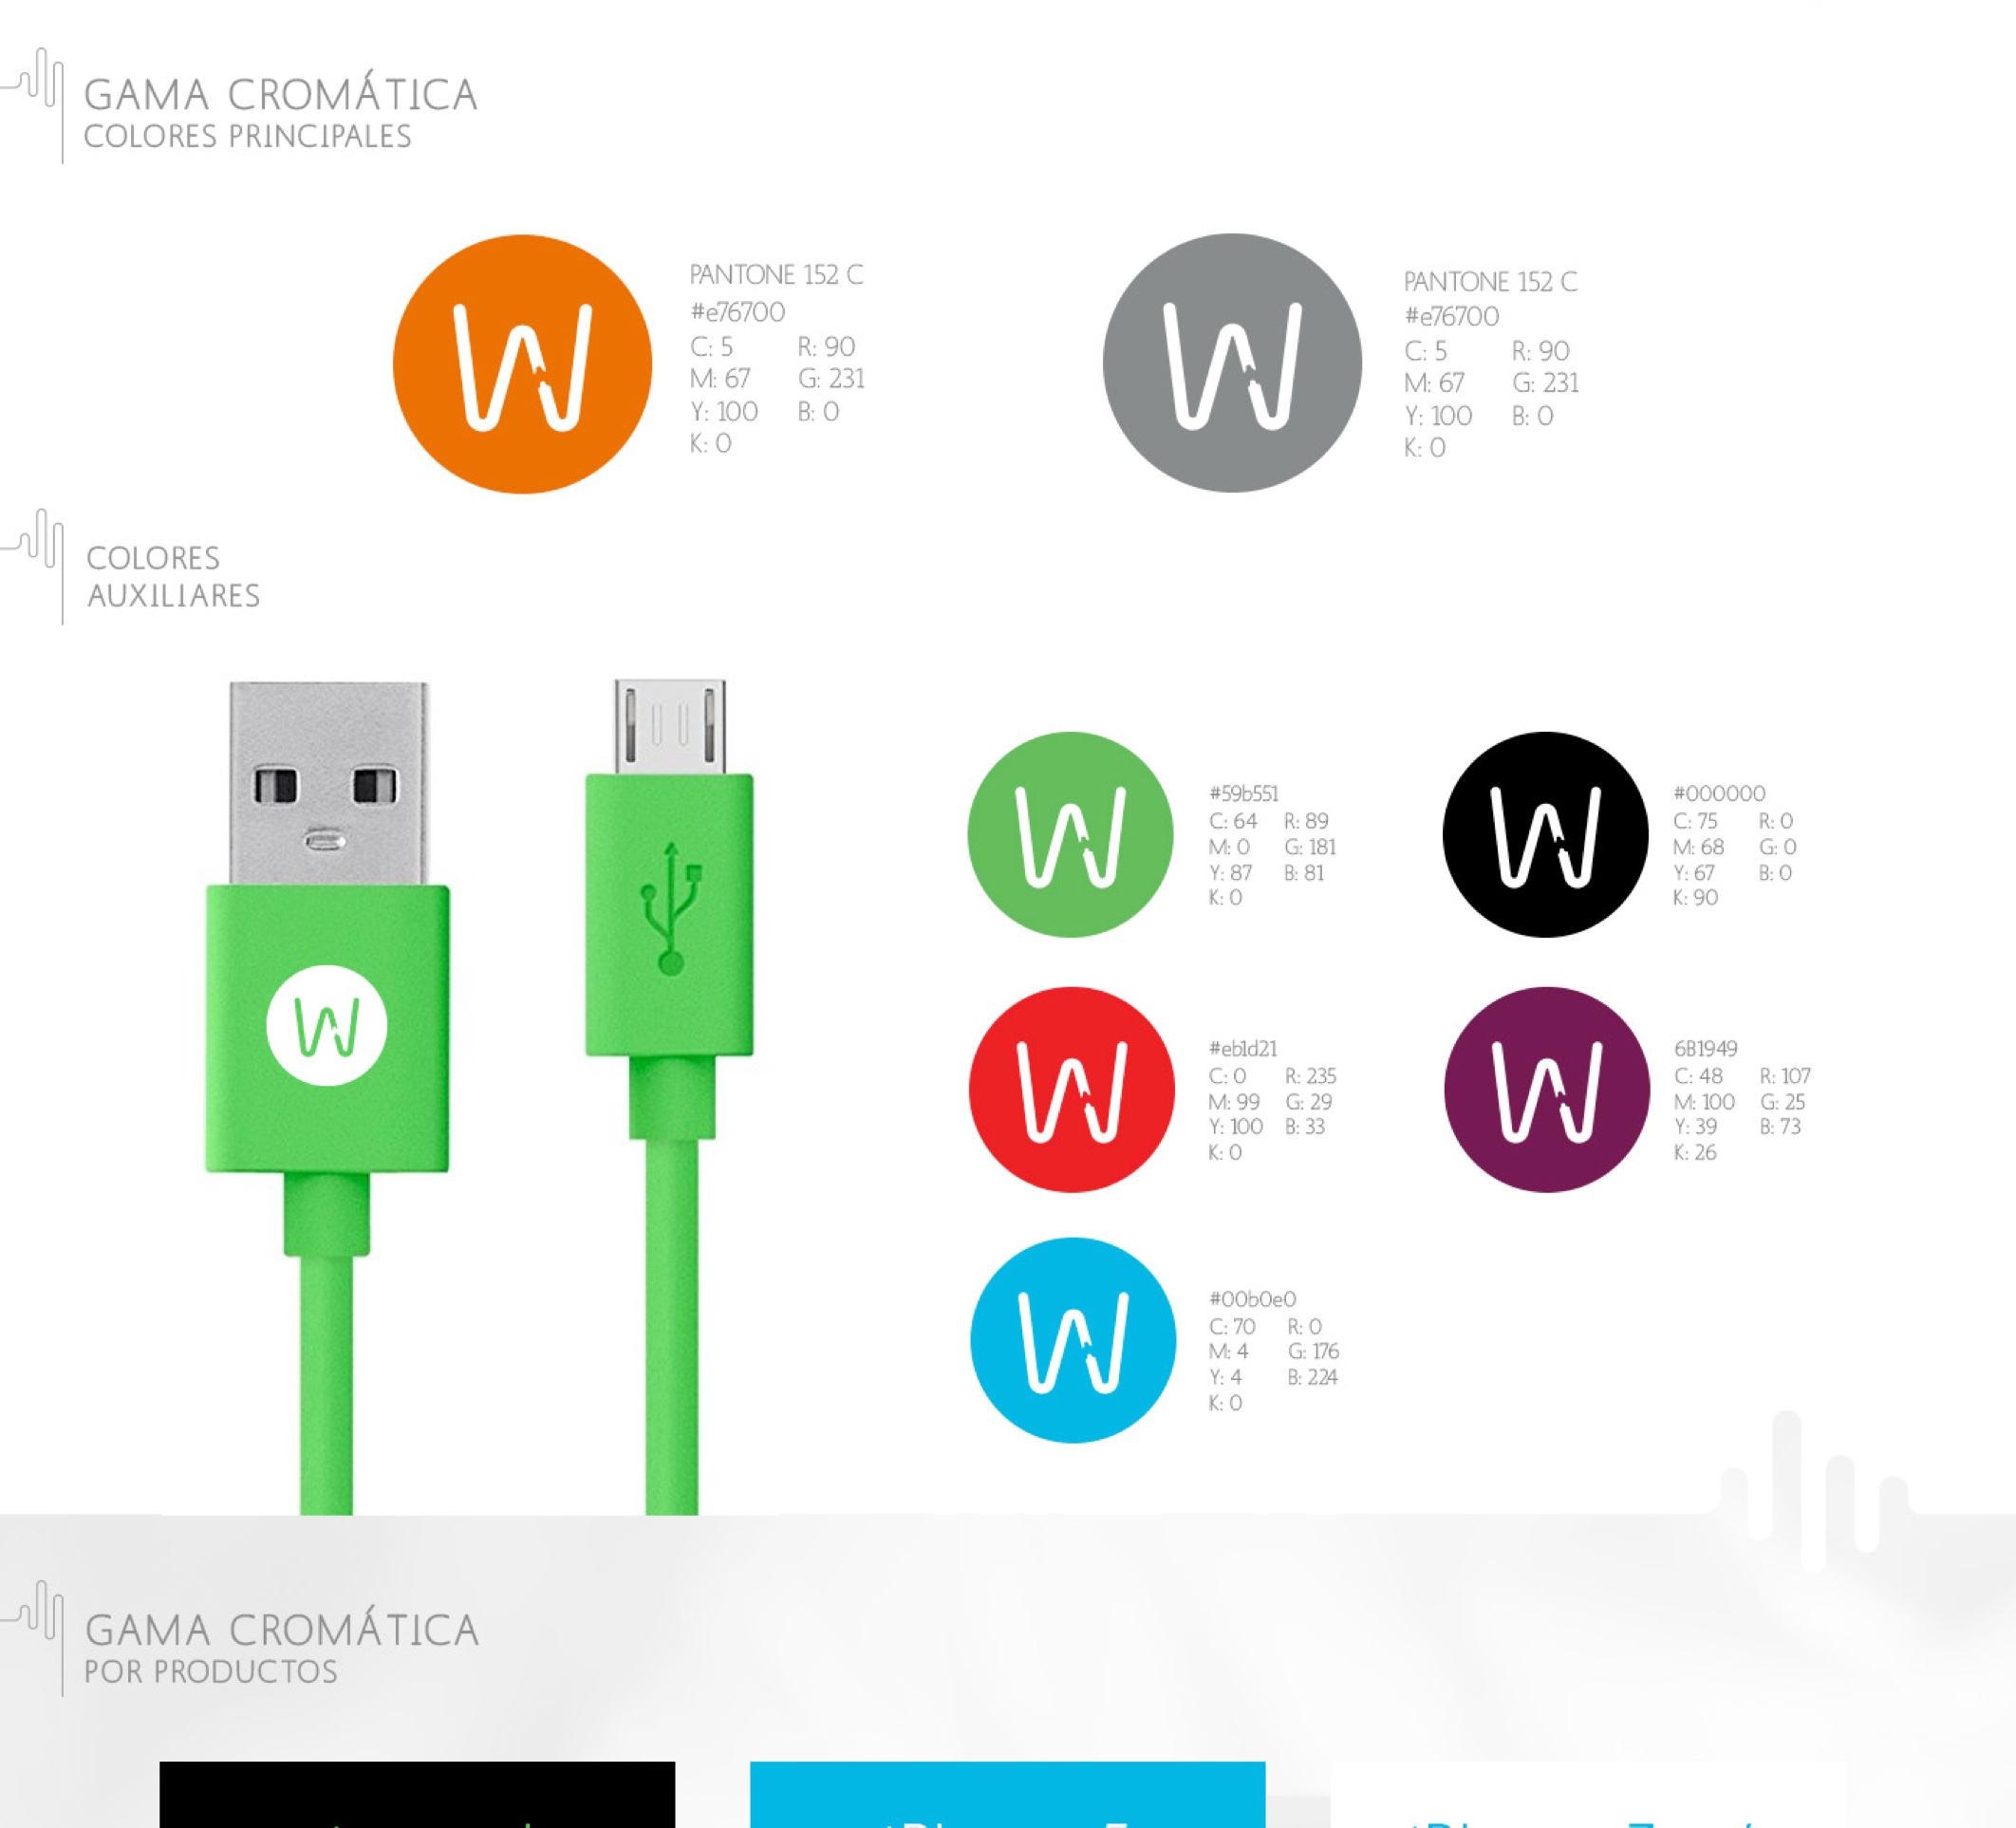 GAMA CROMÁTICA
COLORES PRINCIPALES
PANTONE 152 C
#e76700
C: 5 R: 90
M: 67 G: 231
Y: 100 B: 0
K: 0
PANTONE 152 C
#e76700
C: 5 R: 90
M: 67 G: 231
Y: 100 B: 0
K: 0
COLORES
AUXILIARES
W
W
W
#59b551
C: 64 R: 89
M: 0 G: 181
Y: 87 B: 81
K: 0
W
#000000
C: 75 R: 0
M: 68 G: 0
Y: 67 B: 0
K: 90
W
#eb1d21
C: 0 R: 235
M: 99 G: 29
Y: 100 B: 33
K: 0
W
6B1949
C: 48 R: 107
M: 100 G: 25
Y: 39 B: 73
K: 26
W
#00b0e0
C: 70 R: 0
M: 4 G: 176
Y: 4 B: 224
K: 0
W
GAMA CROMÁTICA
POR PRODUCTOS